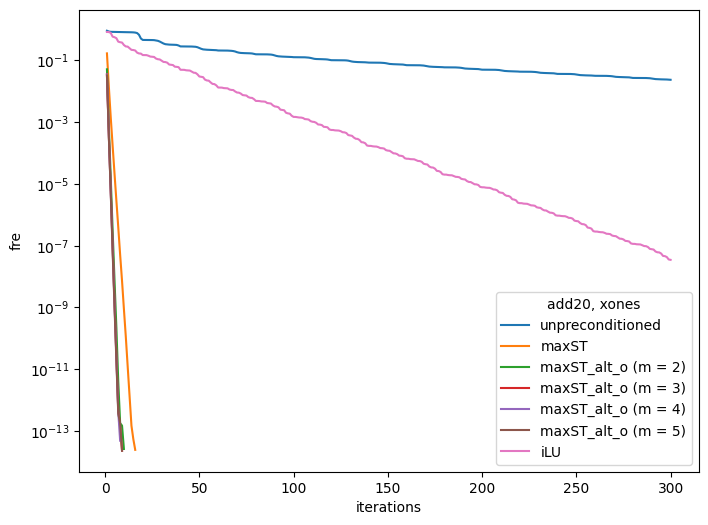 10⁻¹
10⁻³
10⁻⁵
10⁻⁷
10⁻⁹
10⁻¹¹
10⁻¹³
fre
0 50 100 150 200 250 300
iterations
add20, xones
unpreconditioned
maxST
maxST_alt_o (m = 2)
maxST_alt_o (m = 3)
maxST_alt_o (m = 4)
maxST_alt_o (m = 5)
iLU